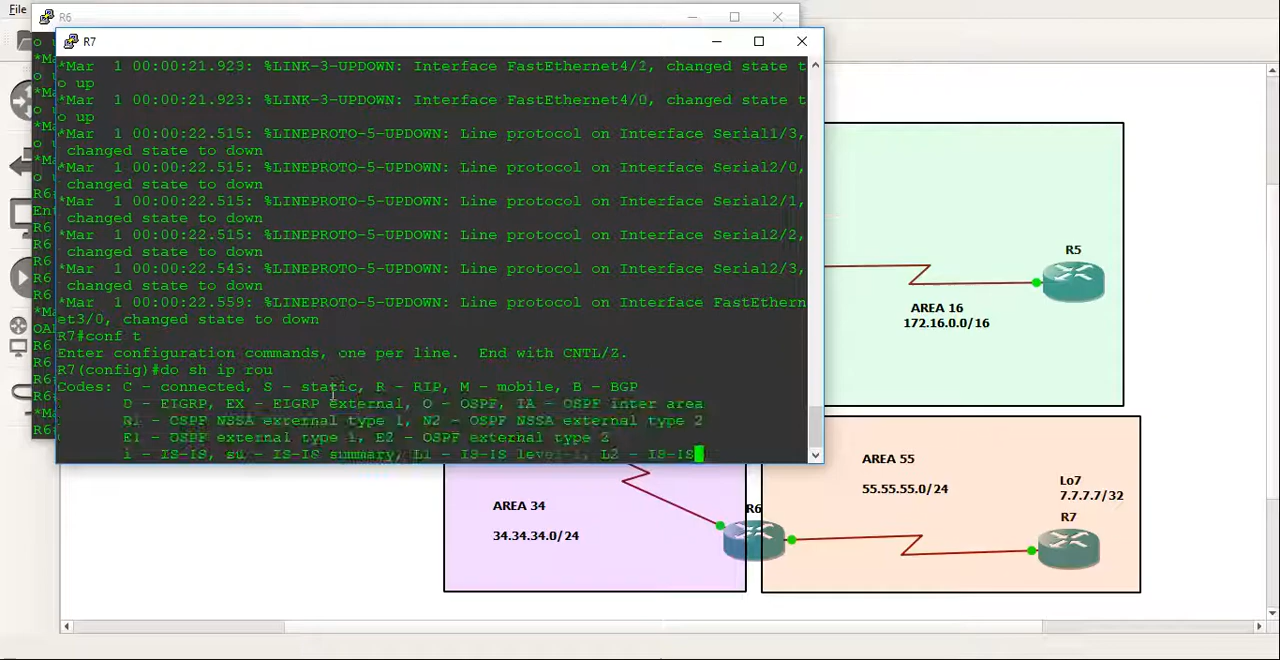 File
R6
R7
*Mar  1 00:00:21.923: %LINK-3-UPDOWN: Interface FastEthernet4/2, changed state t
o up
*Mar  1 00:00:21.923: %LINK-3-UPDOWN: Interface FastEthernet4/0, changed state t
o up
*Mar  1 00:00:22.515: %LINEPROTO-5-UPDOWN: Line protocol on Interface Serial1/3,
changed state to down
*Mar  1 00:00:22.515: %LINEPROTO-5-UPDOWN: Line protocol on Interface Serial2/0,
changed state to down
*Mar  1 00:00:22.515: %LINEPROTO-5-UPDOWN: Line protocol on Interface Serial2/1,
changed state to down
*Mar  1 00:00:22.515: %LINEPROTO-5-UPDOWN: Line protocol on Interface Serial2/2,
changed state to down
*Mar  1 00:00:22.543: %LINEPROTO-5-UPDOWN: Line protocol on Interface Serial2/3,
changed state to down
*Mar  1 00:00:22.559: %LINEPROTO-5-UPDOWN: Line protocol on Interface FastEthern
et3/0, changed state to down
R7#conf t
Enter configuration commands, one per line.  End with CNTL/Z.
R7(config)#do sh ip rou
Codes: C - connected, S - static, R - RIP, M - mobile, B - BGP
D - EIGRP, EX - EIGRP external, O - OSPF, IA - OSPF inter area
N1 - OSPF NSSA external type 1, N2 - OSPF NSSA external type 2
E1 - OSPF external type 1, E2 - OSPF external type 2
i - IS-IS, su - IS-IS summary, L1 - IS-IS level-1, L2 - IS-IS
R5
AREA 16
172.16.0.0/16
AREA 34
34.34.34.0/24
R6
AREA 55
55.55.55.0/24
Lo7
7.7.7.7/32
R7